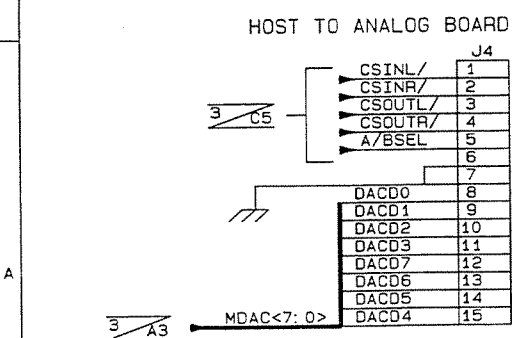 HOST TO ANALOG BOARD
J4
CSINL/ 1
CSINR/ 2
CSOUTL/ 3
CSOUTR/ 4
A/BSEL 5
6
7
3 C5
DACD0 8
DACD1 9
DACD2 10
DACD3 11
DACD7 12
DACD6 13
DACD5 14
DACD4 15
A
MDAC<7:0>
3 A3